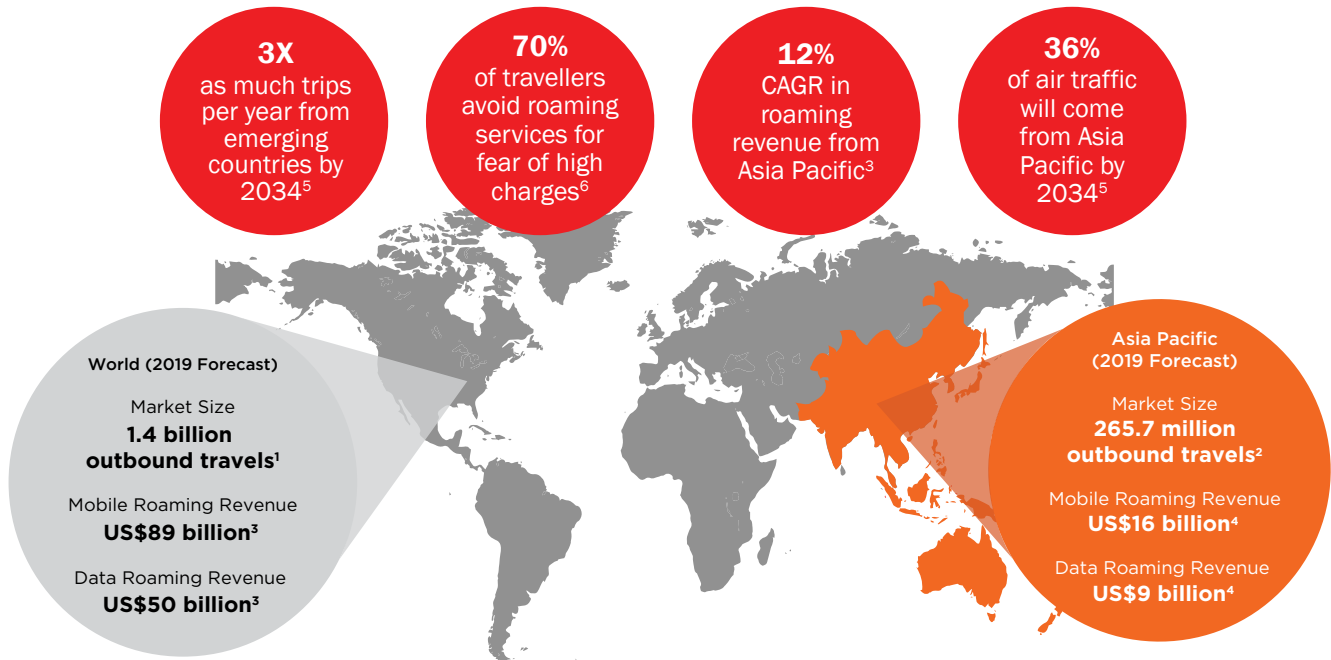 3X
as much trips
per year from
emerging
countries by
2034⁵
70%
of travellers
avoid roaming
services for
fear of high
charges⁶
12%
CAGR in
roaming
revenue from
Asia Pacific³
36%
of air traffic
will come
from Asia
Pacific by
2034⁵
World (2019 Forecast)
Market Size
1.4 billion
outbound travels¹
Mobile Roaming Revenue
US$89 billion³
Data Roaming Revenue
US$50 billion³
Asia Pacific
(2019 Forecast)
Market Size
265.7 million
outbound travels²
Mobile Roaming Revenue
US$16 billion⁴
Data Roaming Revenue
US$9 billion⁴